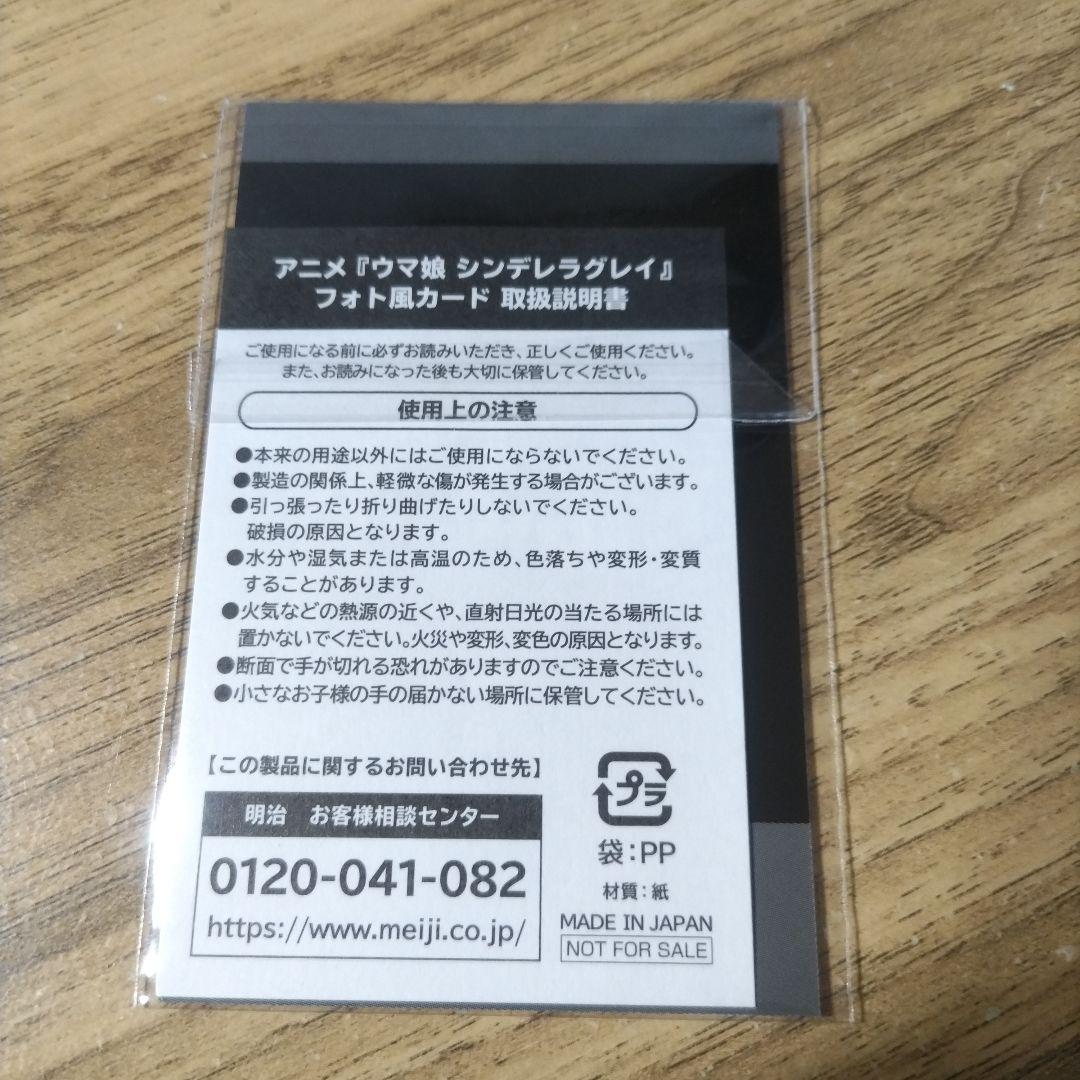 アニメ『ウマ娘 シンデレラグレイ』
フォト風カード 取扱説明書
ご使用になる前に必ずお読みいただき、正しくご使用ください。
また、お読みになった後も大切に保管してください。
使用上の注意
●本来の用途以外にはご使用にならないでください。
●製造の関係上、軽微な傷が発生する場合がございます。
●引っ張ったり折り曲げたりしないでください。
破損の原因となります。
●水分や湿気または高温のため、色落ちや変形・変質
することがあります。
●火気などの熱源の近くや、直射日光の当たる場所には
置かないでください。火災や変形、変色の原因となります。
●断面で手が切れる恐れがありますのでご注意ください。
●小さなお子様の手の届かない場所に保管してください。
【この製品に関するお問い合わせ先】
明治 お客様相談センター
0120-041-082
https://www.meiji.co.jp/
プラ
袋:PP
材質:紙
MADE IN JAPAN
NOT FOR SALE